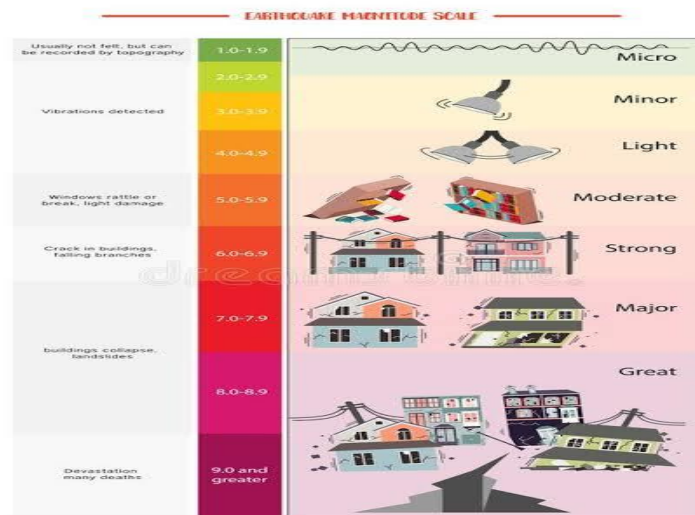 EARTHQUAKE MAGNITUDE SCALE
Usually not felt, but can
be recorded by topography
1.0-1.9
Micro
2.0-2.9
Vibrations detected
3.0-3.9
Minor
4.0-4.9
Light
Windows rattle or
break, light damage
5.0-5.9
Moderate
Crack in buildings,
falling branches
6.0-6.9
Strong
7.0-7.9
Major
buildings collapse,
landslides
8.0-8.9
Great
Devastation
many deaths
9.0 and
greater